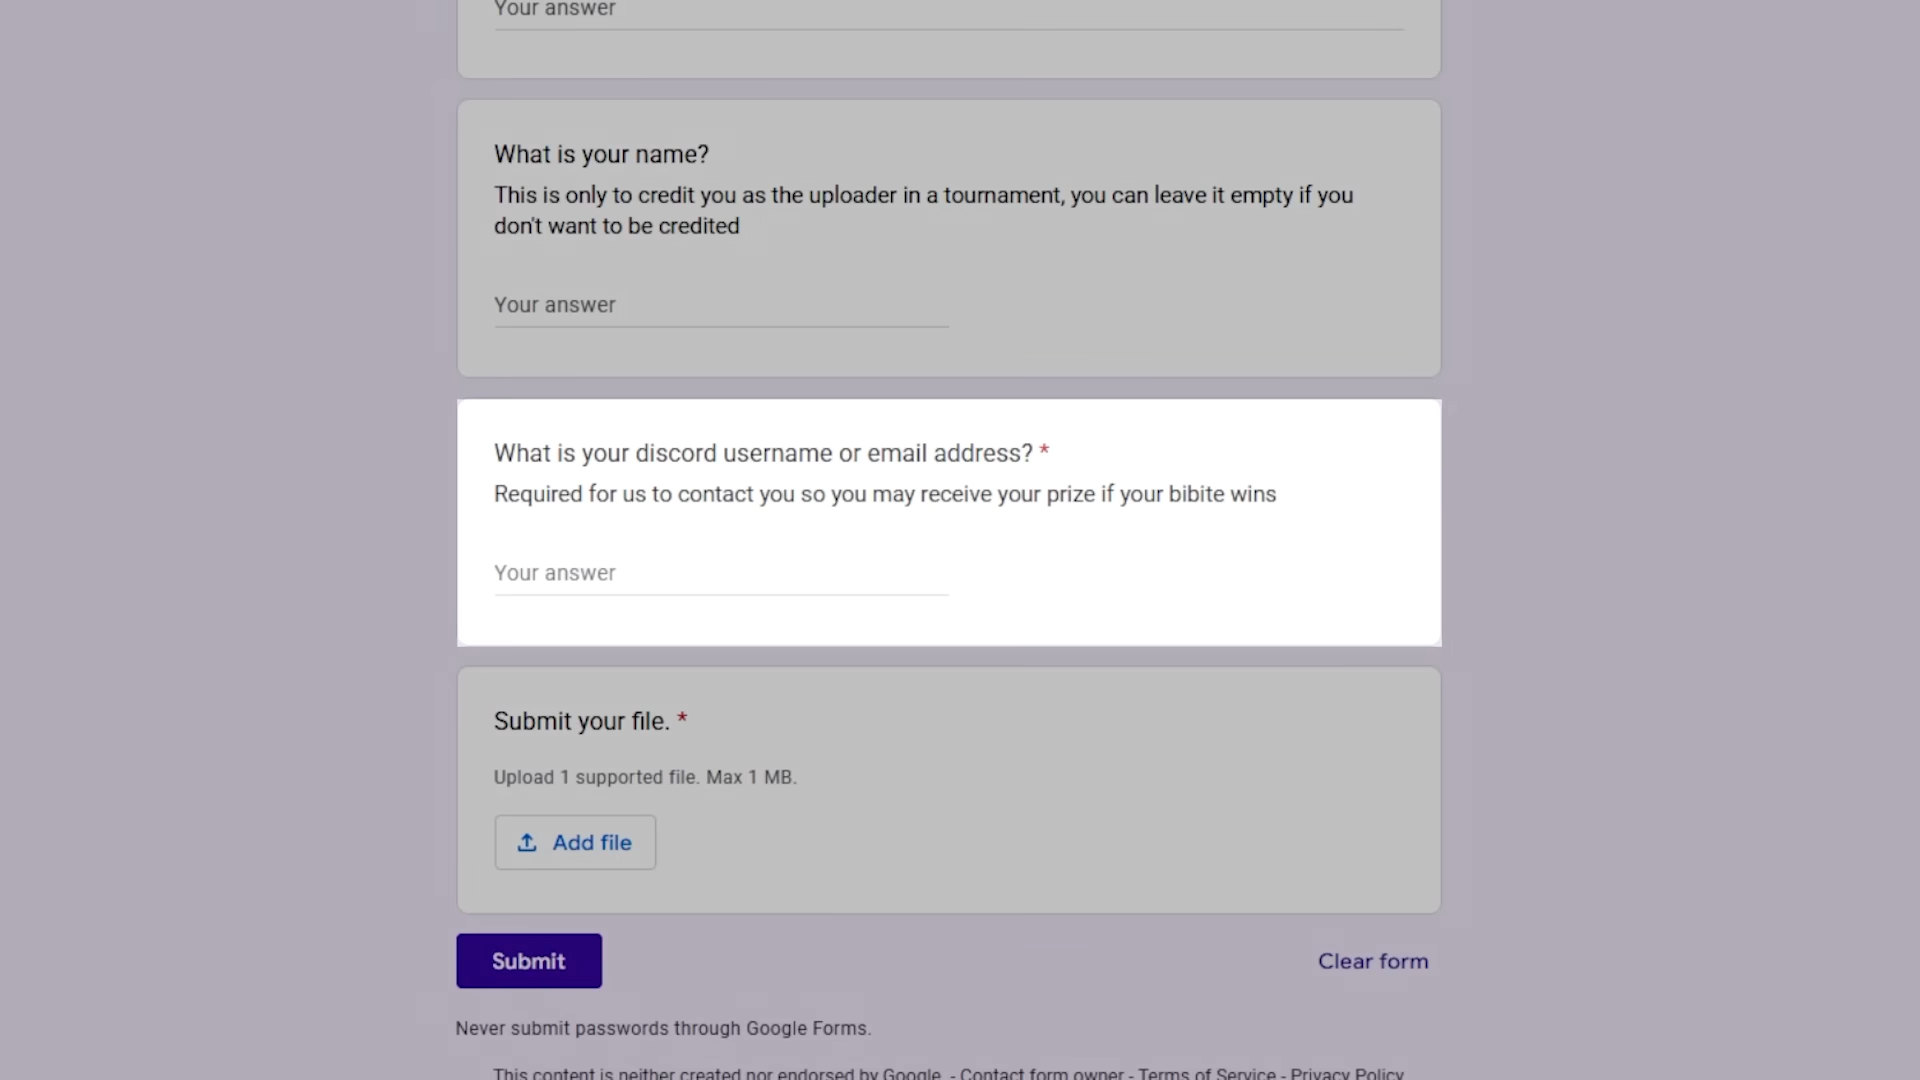 Your answer
What is your name?
This is only to credit you as the uploader in a tournament, you can leave it empty if you
don't want to be credited
Your answer
What is your discord username or email address? *
Required for us to contact you so you may receive your prize if your bibite wins
Your answer
Submit your file. *
Upload 1 supported file. Max 1 MB.
Add file
Submit
Clear form
Never submit passwords through Google Forms.
This content is neither created nor endorsed by Google. - Contact form owner - Terms of Service - Privacy Policy